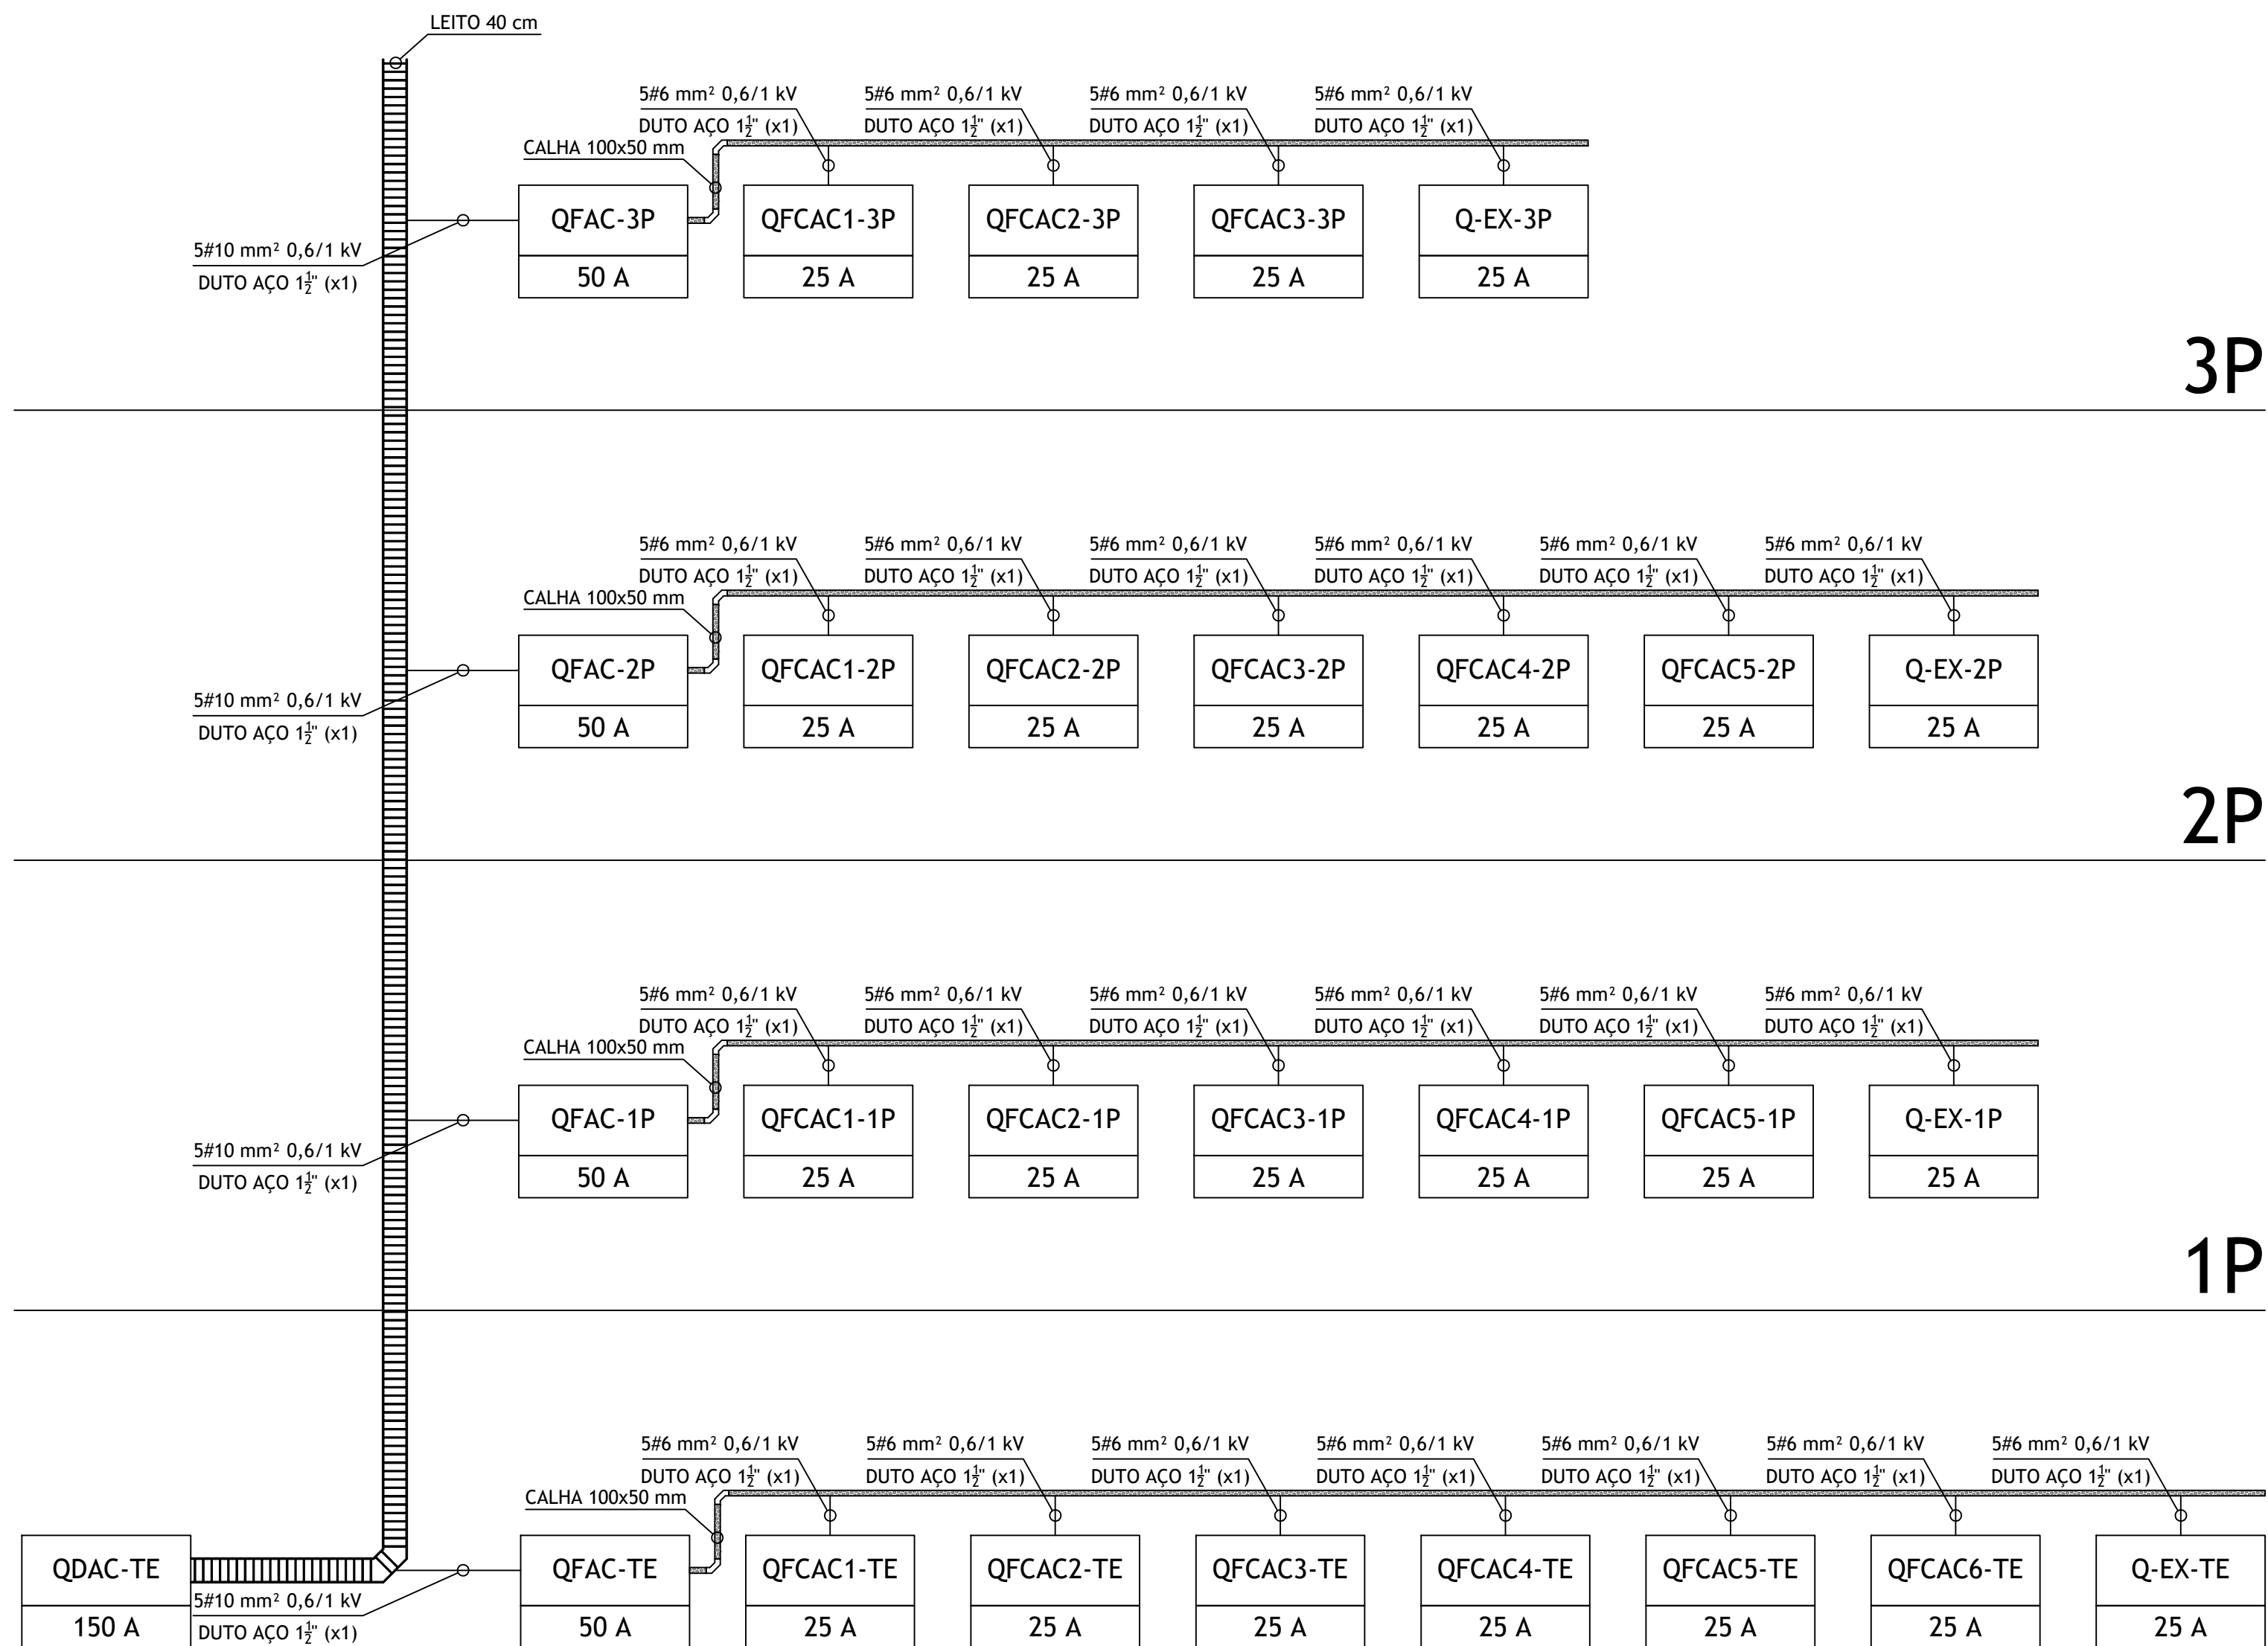 LEITO 40 cm
5#6 mm² 0,6/1 kV 5#6 mm² 0,6/1 kV 5#6 mm² 0,6/1 kV 5#6 mm² 0,6/1 kV
DUTO AÇO 1½" (x1) DUTO AÇO 1½" (x1) DUTO AÇO 1½" (x1) DUTO AÇO 1½" (x1)
CALHA 100x50 mm
QFAC-3P QFCAC1-3P QFCAC2-3P QFCAC3-3P Q-EX-3P
5#10 mm² 0,6/1 kV
DUTO AÇO 1½" (x1)
50 A 25 A 25 A 25 A 25 A
3P
5#6 mm² 0,6/1 kV 5#6 mm² 0,6/1 kV 5#6 mm² 0,6/1 kV 5#6 mm² 0,6/1 kV 5#6 mm² 0,6/1 kV 5#6 mm² 0,6/1 kV
DUTO AÇO 1½" (x1) DUTO AÇO 1½" (x1) DUTO AÇO 1½" (x1) DUTO AÇO 1½" (x1) DUTO AÇO 1½" (x1) DUTO AÇO 1½" (x1)
CALHA 100x50 mm
QFAC-2P QFCAC1-2P QFCAC2-2P QFCAC3-2P QFCAC4-2P QFCAC5-2P Q-EX-2P
5#10 mm² 0,6/1 kV
DUTO AÇO 1½" (x1)
50 A 25 A 25 A 25 A 25 A 25 A 25 A
2P
5#6 mm² 0,6/1 kV 5#6 mm² 0,6/1 kV 5#6 mm² 0,6/1 kV 5#6 mm² 0,6/1 kV 5#6 mm² 0,6/1 kV 5#6 mm² 0,6/1 kV
DUTO AÇO 1½" (x1) DUTO AÇO 1½" (x1) DUTO AÇO 1½" (x1) DUTO AÇO 1½" (x1) DUTO AÇO 1½" (x1) DUTO AÇO 1½" (x1)
CALHA 100x50 mm
QFAC-1P QFCAC1-1P QFCAC2-1P QFCAC3-1P QFCAC4-1P QFCAC5-1P Q-EX-1P
5#10 mm² 0,6/1 kV
DUTO AÇO 1½" (x1)
50 A 25 A 25 A 25 A 25 A 25 A 25 A
1P
5#6 mm² 0,6/1 kV 5#6 mm² 0,6/1 kV 5#6 mm² 0,6/1 kV 5#6 mm² 0,6/1 kV 5#6 mm² 0,6/1 kV 5#6 mm² 0,6/1 kV 5#6 mm² 0,6/1 kV
DUTO AÇO 1½" (x1) DUTO AÇO 1½" (x1) DUTO AÇO 1½" (x1) DUTO AÇO 1½" (x1) DUTO AÇO 1½" (x1) DUTO AÇO 1½" (x1) DUTO AÇO 1½" (x1)
CALHA 100x50 mm
QDAC-TE QFAC-TE QFCAC1-TE QFCAC2-TE QFCAC3-TE QFCAC4-TE QFCAC5-TE QFCAC6-TE Q-EX-TE
5#10 mm² 0,6/1 kV
DUTO AÇO 1½" (x1)
150 A 50 A 25 A 25 A 25 A 25 A 25 A 25 A 25 A